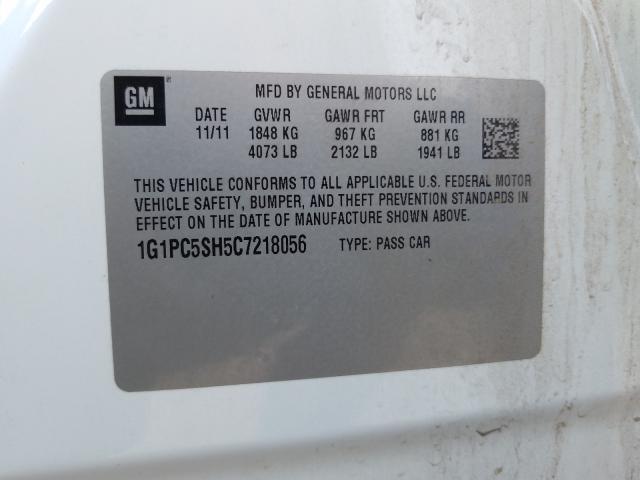 GM
MFD BY GENERAL MOTORS LLC
DATE GVWR GAWR FRT GAWR RR
11/11 1848 KG 967 KG 881 KG
4073 LB 2132 LB 1941 LB
THIS VEHICLE CONFORMS TO ALL APPLICABLE U.S. FEDERAL MOTOR
VEHICLE SAFETY, BUMPER, AND THEFT PREVENTION STANDARDS IN
EFFECT ON THE DATE OF MANUFACTURE SHOWN ABOVE.
1G1PC5SH5C7218056 TYPE: PASS CAR